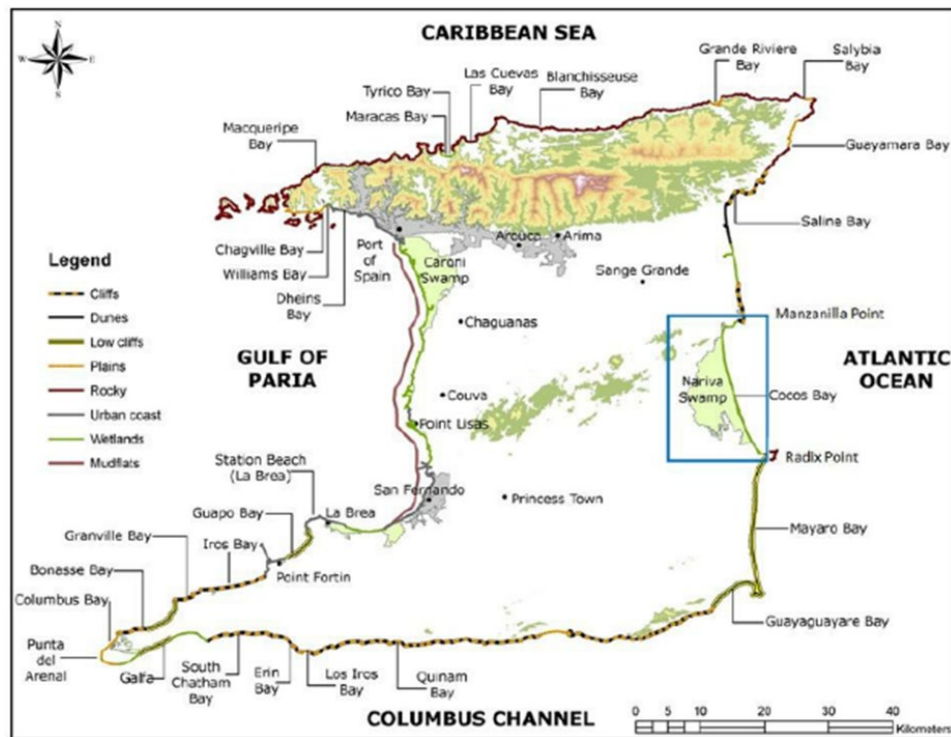 N
W
E
S
CARIBBEAN SEA
Grande Riviere
Bay
Salybia
Bay
Las Cuevas
Bay
Blanchisseuse
Bay
Tyrico Bay
Maracas Bay
Macqueripe
Bay
Guayamara Bay
Saline Bay
Chagville Bay
Williams Bay
Dheins
Bay
Port
of
Spain
Caroni
Swamp
Arouca
Arima
Sange Grande
Legend
Cliffs
Dunes
Low cliffs
Plains
Rocky
Urban coast
Wetlands
Mudflats
Chaguanas
Manzanilla Point
GULF OF
PARIA
ATLANTIC
OCEAN
Nariva
Swamp
Cocos Bay
Couva
Point Lisas
Radix Point
Station Beach
(La Brea)
San Fernando
Princess Town
Guapo Bay
La Brea
Mayaro Bay
Granville Bay
Iros Bay
Point Fortin
Bonasse Bay
Columbus Bay
Guayaguayare Bay
Punta
del
Arenal
Galfa
South
Chatham
Bay
Erin
Bay
Los Iros
Bay
Quinam
Bay
COLUMBUS CHANNEL
0 5 10 20 30 40
Kilometers